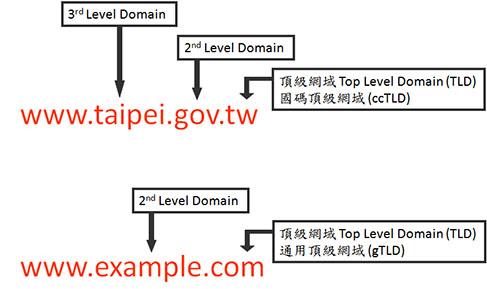 3rd Level Domain
2nd Level Domain
頂級網域 Top Level Domain (TLD)
國碼頂級網域 (ccTLD)
www.taipei.gov.tw
2nd Level Domain
頂級網域 Top Level Domain (TLD)
通用頂級網域 (gTLD)
www.example.com